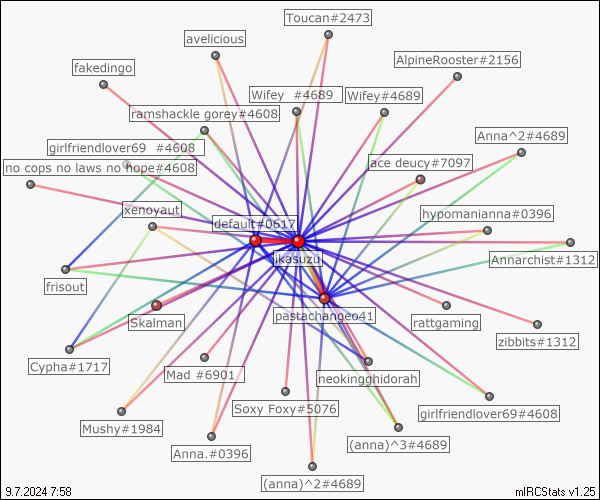 Toucan#2473
avelicious
AlpineRooster#2156
fakedingo
Wifey #4689
Wifey#4689
ramshackle gorey#4608
Anna^2#4689
girlfriendlover69 #4608
ace deucy#7097
no cops no laws no hope#4608
xenoyaut
hypomanianna#0396
default#0617
ikasuzu
Annarchist#1312
frisout
pastachangeo41
Skalman
rattgaming
zibbits#1312
Cypha#1717
Mad #6901
neokingghidorah
Soxy Foxy#5076
girlfriendlover69#4608
Mushy#1984
(anna)^3#4689
Anna.#0396
(anna)^2#4689
9.7.2024 7:58
mIRCStats v1.25